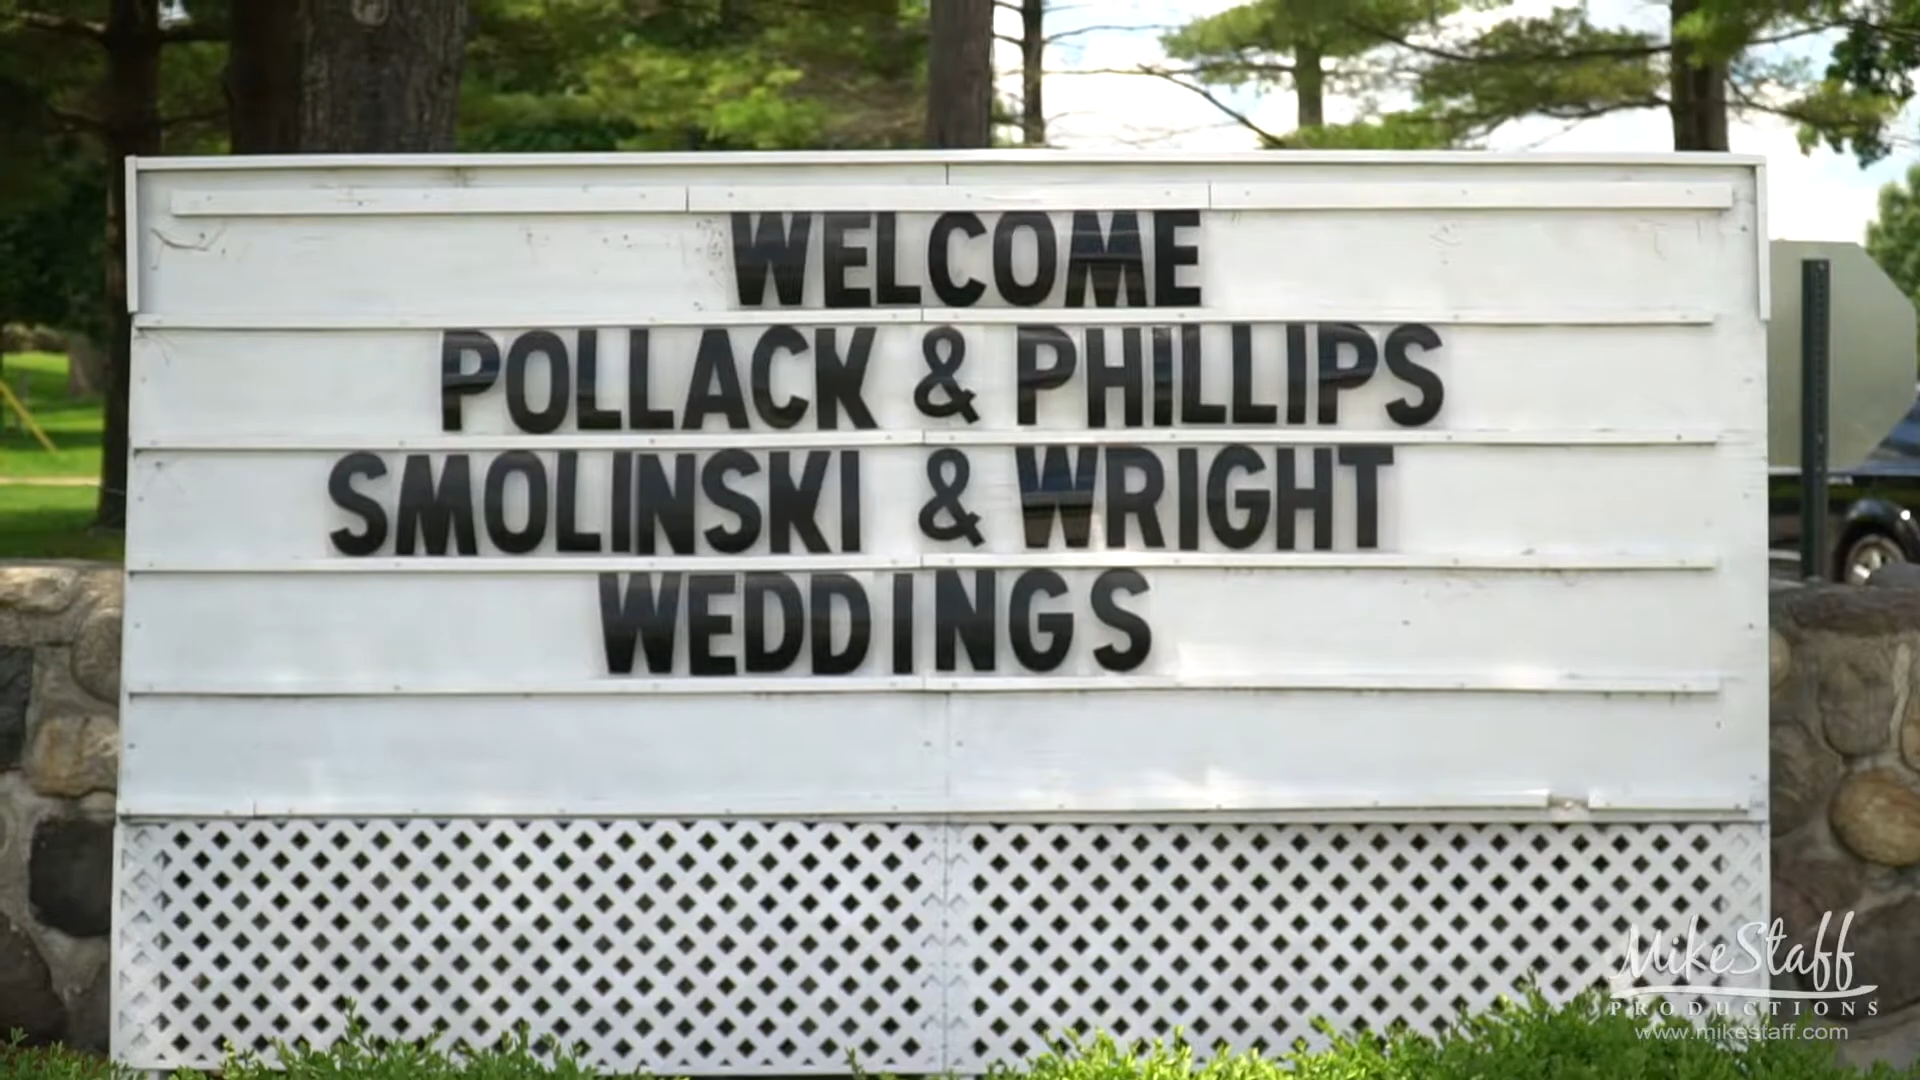 WELCOME
POLLACK & PHILLIPS
SMOLINSKI & WRIGHT
WEDDINGS
MikeStaff
PRODUCTIONS
www.mikestaff.com